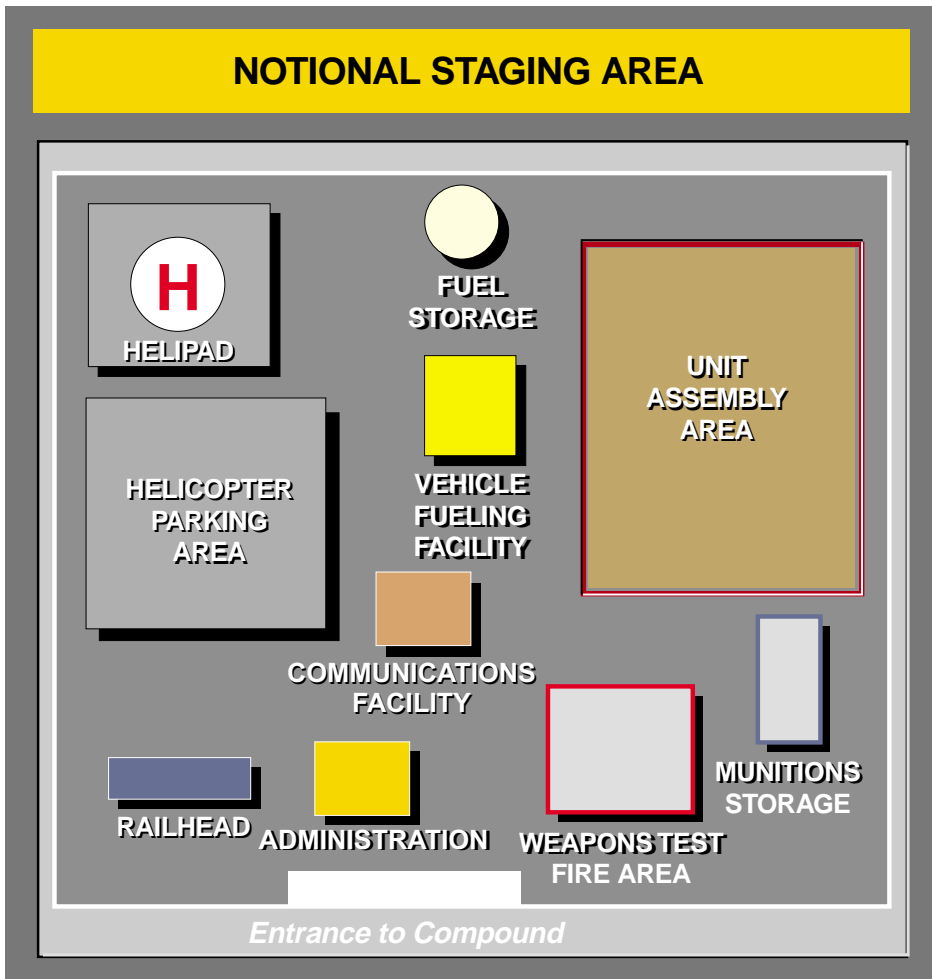 NOTIONAL STAGING AREA
H
HELIPAD
FUEL
STORAGE
UNIT
ASSEMBLY
AREA
HELICOPTER
PARKING
AREA
VEHICLE
FUELING
FACILITY
COMMUNICATIONS
FACILITY
MUNITIONS
STORAGE
RAILHEAD
ADMINISTRATION
WEAPONS TEST
FIRE AREA
Entrance to Compound